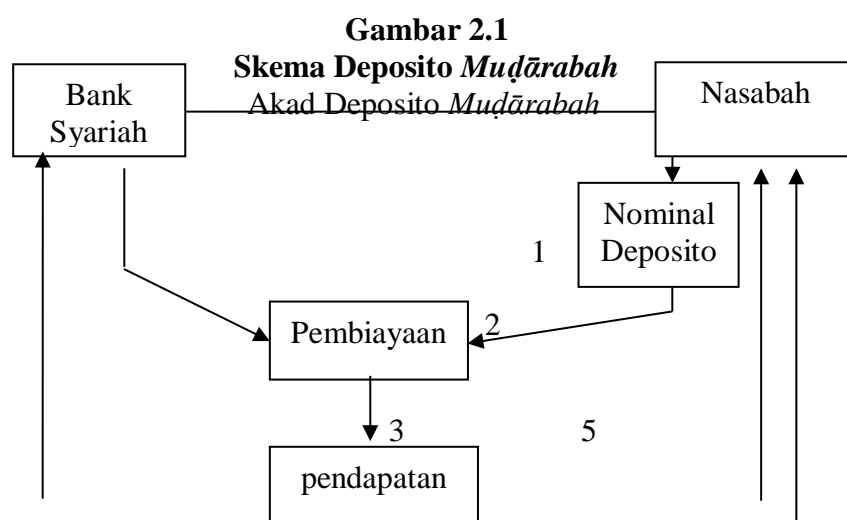 Gambar 2.1
Skema Deposito Muḍārabah
Bank
Syariah
Akad Deposito Muḍārabah
Nasabah
Nominal
Deposito
1
Pembiayaan
2
3
5
pendapatan